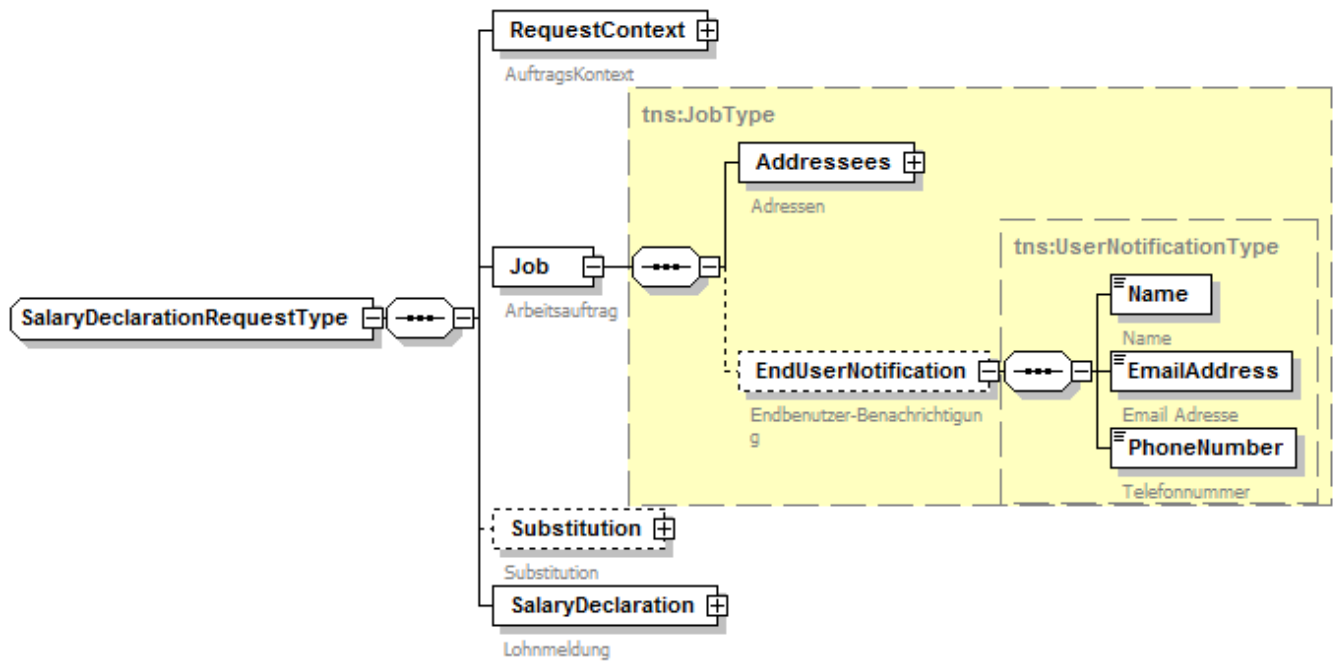 RequestContext
AuftragsKontext
tns:JobType
Addressees
Adressen
tns:UserNotificationType
Job
Arbeitsauftrag
Name
Name
SalaryDeclarationRequestType
EndUserNotification
Endbenutzer-Benachrichtigun
g
EmailAddress
Email Adresse
PhoneNumber
Telefonnummer
Substitution
Substitution
SalaryDeclaration
Lohnmeldung